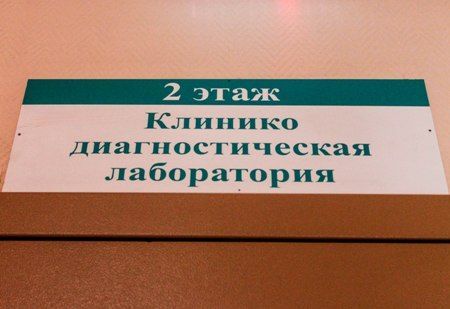 2 этаж
Клинико
диагностическая
лаборатория